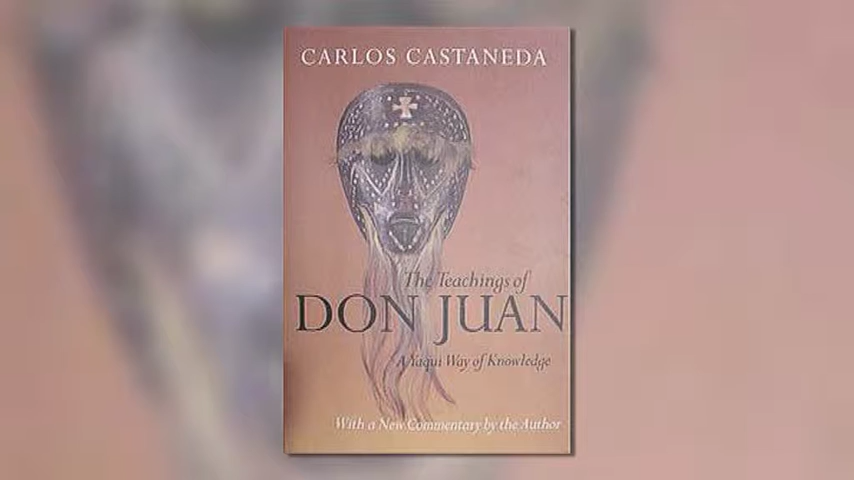 CARLOS CASTANEDA
The Teachings of
DON JUAN
A Yaqui Way of Knowledge
With a New Commentary by the Author